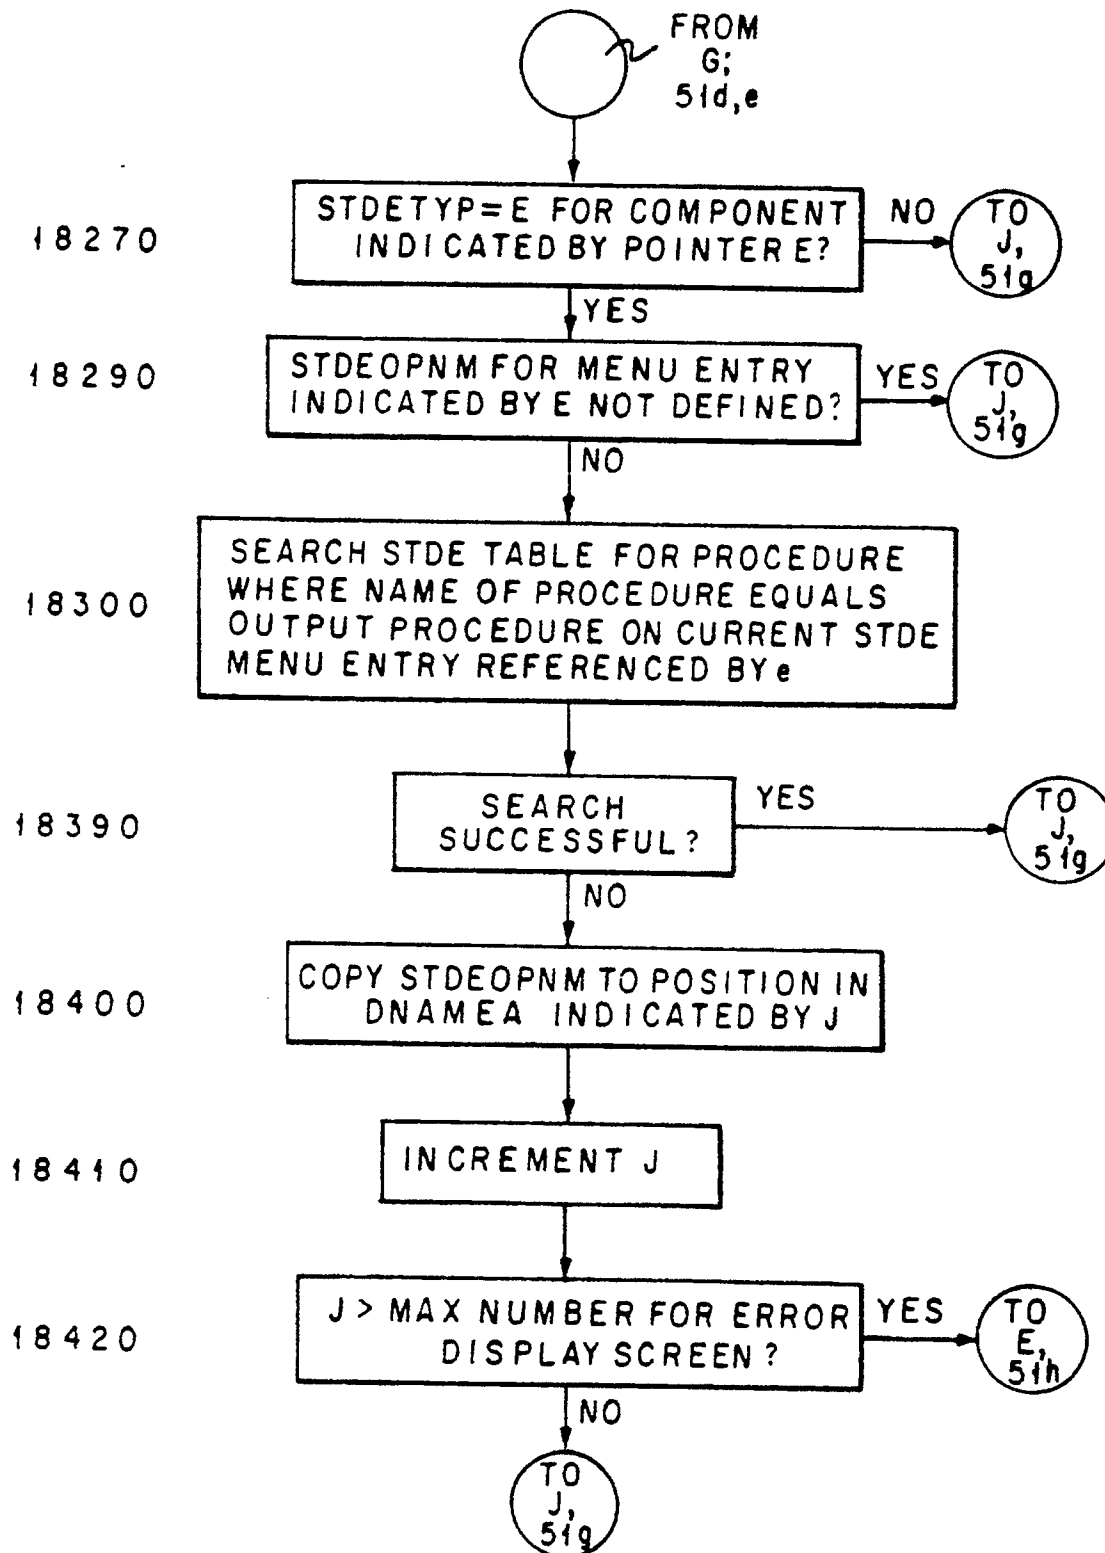 FROM
G;
51d,e
18270
STDETYP=E FOR COMPONENT
INDICATED BY POINTER E?
NO
TO
J,
51g
YES
18290
STDEOPNM FOR MENU ENTRY
INDICATED BY E NOT DEFINED?
YES
TO
J,
51g
NO
18300
SEARCH STDE TABLE FOR PROCEDURE
WHERE NAME OF PROCEDURE EQUALS
OUTPUT PROCEDURE ON CURRENT STDE
MENU ENTRY REFERENCED BY e
18390
SEARCH
SUCCESSFUL?
YES
TO
J,
51g
NO
18400
COPY STDEOPNM TO POSITION IN
DNAMEA INDICATED BY J
18410
INCREMENT J
18420
J > MAX NUMBER FOR ERROR
DISPLAY SCREEN?
YES
TO
E,
51h
NO
TO
J,
51g